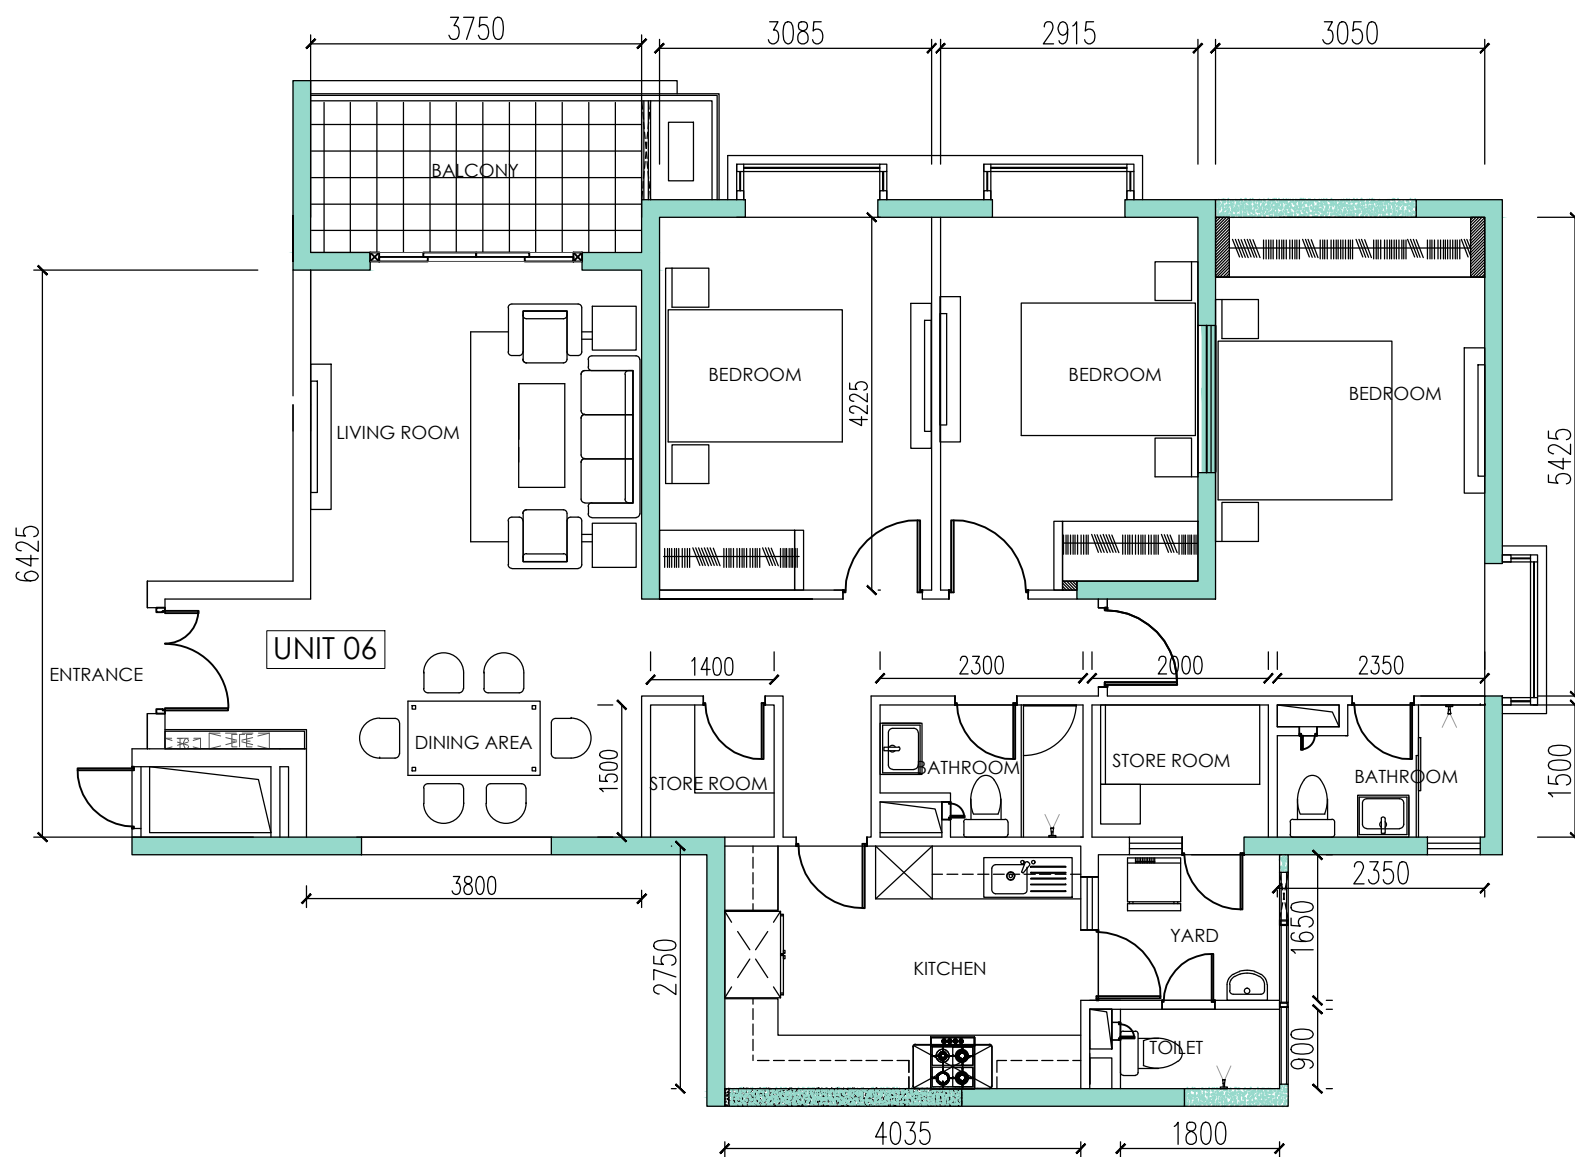 3750
3085
2915
3050
BALCONY
BEDROOM
BEDROOM
BEDROOM
4225
LIVING ROOM
5425
6425
UNIT 06
ENTRANCE
1400
2300
2000
2350
DINING AREA
1500
STORE ROOM
BATHROOM
STORE ROOM
BATHROOM
1500
3800
2350
2750
KITCHEN
YARD
1650
TOILET
900
4035
1800